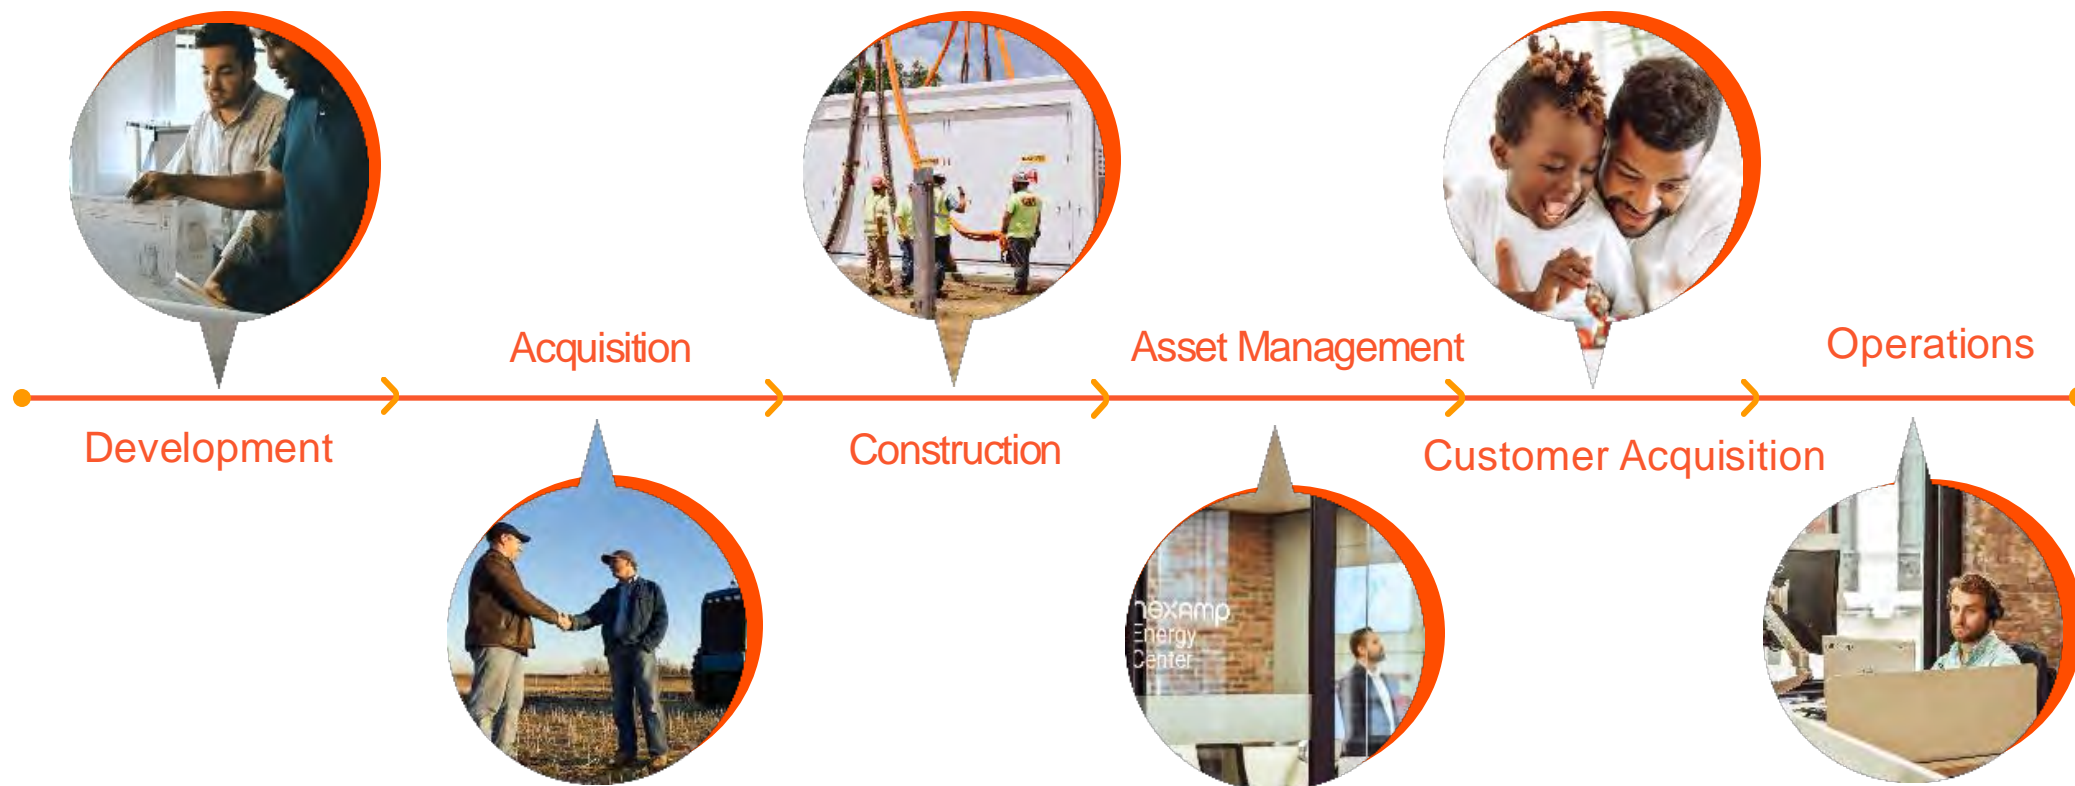 Acquisition
Asset Management
Operations
Development
Construction
Customer Acquisition
nexamp
Energy
Center